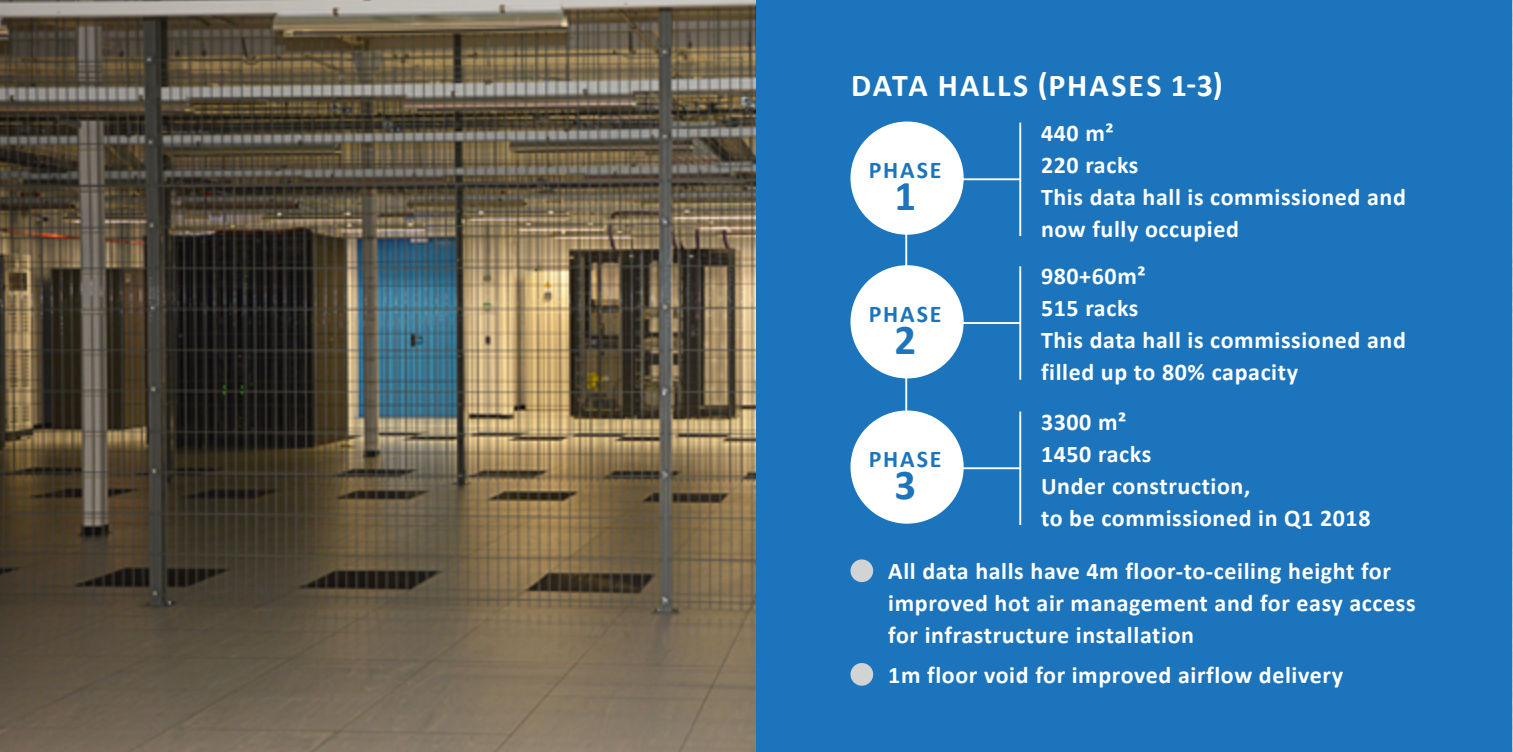 DATA HALLS (PHASES 1-3)
PHASE
1
440 m²
220 racks
This data hall is commissioned and
now fully occupied
PHASE
2
980+60m²
515 racks
This data hall is commissioned and
filled up to 80% capacity
PHASE
3
3300 m²
1450 racks
Under construction,
to be commissioned in Q1 2018
All data halls have 4m floor-to-ceiling height for
improved hot air management and for easy access
for infrastructure installation
1m floor void for improved airflow delivery